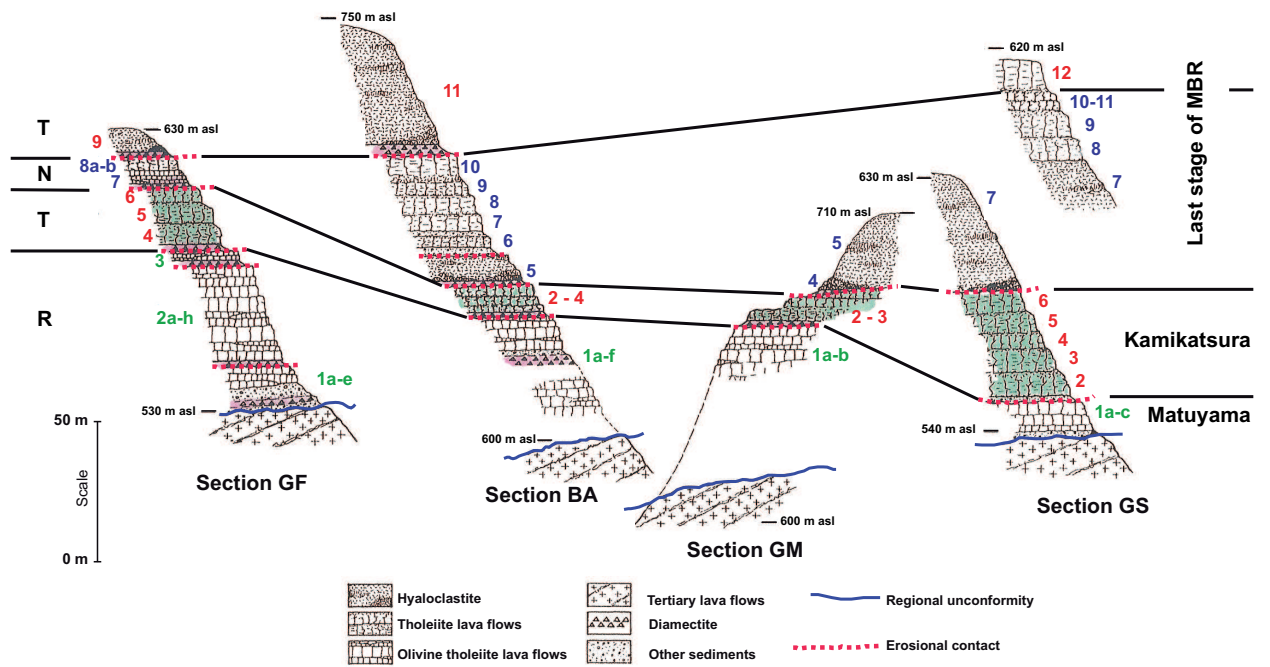 750 m asl
620 m asl
12
10-11
9
8
7
Last stage of MBR
11
T
9
630 m asl
N
8a-b
7
T
6
5
4
3
R
2a-h
1a-e
530 m asl
50 m
Scale
0 m
Section GF
10
9
8
7
6
5
2 - 4
1a-f
600 m asl
Section BA
710 m asl
5
4
2 - 3
1a-b
600 m asl
Section GM
630 m asl
7
6
5
4
3
2
1a-c
540 m asl
Section GS
Kamikatsura
Matuyama
Hyaloclastite
Tholeiite lava flows
Olivine tholeiite lava flows
Tertiary lava flows
Diamectite
Other sediments
Regional unconformity
Erosional contact